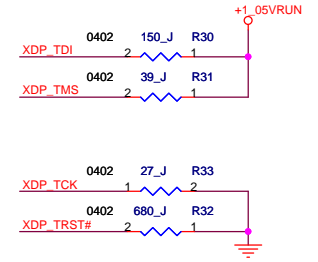 +1_05VRUN
0402 150_J R30
XDP_TDI 2 1
0402 39_J R31
XDP_TMS 2 1
0402 27_J R33
XDP_TCK 1 2
0402 680_J R32
XDP_TRST# 2 1